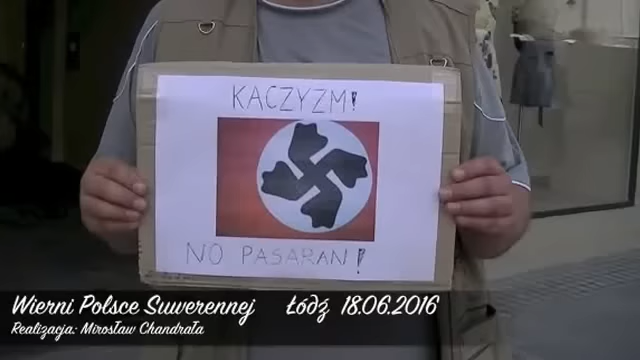 KACZYZM!
NO PASARAN!
Wierni Polsce Suwerennej Łódź 18.06.2016
Realizacja: Mirosław Chandrała